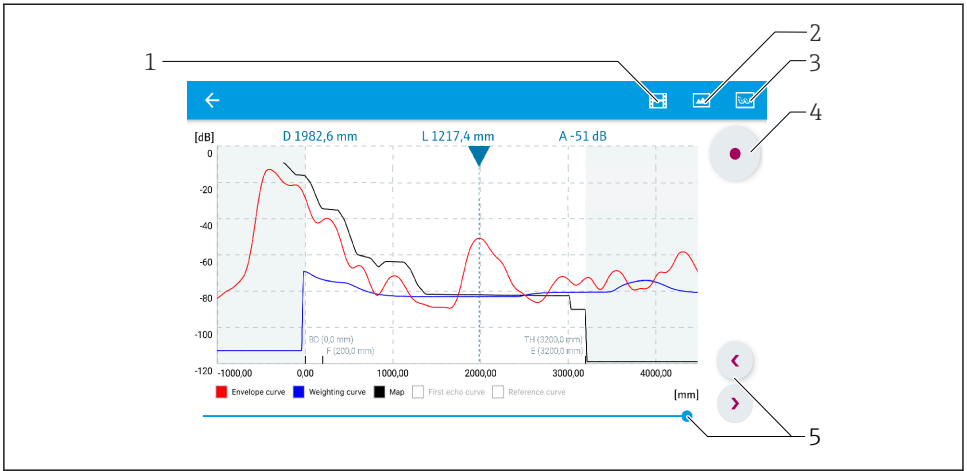 1
2
3
4
[dB]
D 1982,6 mm
L 1217,4 mm
A -51 dB
0
-20
-40
-60
-80
-100
-120
BD (0,0 mm)
F (200,0 mm)
TH (3200,0 mm)
E (3200,0 mm)
-1000,00
0,00
1000,00
2000,00
3000,00
4000,00
Envelope curve
Weighting curve
Map
First echo curve
Reference curve
[mm]
5